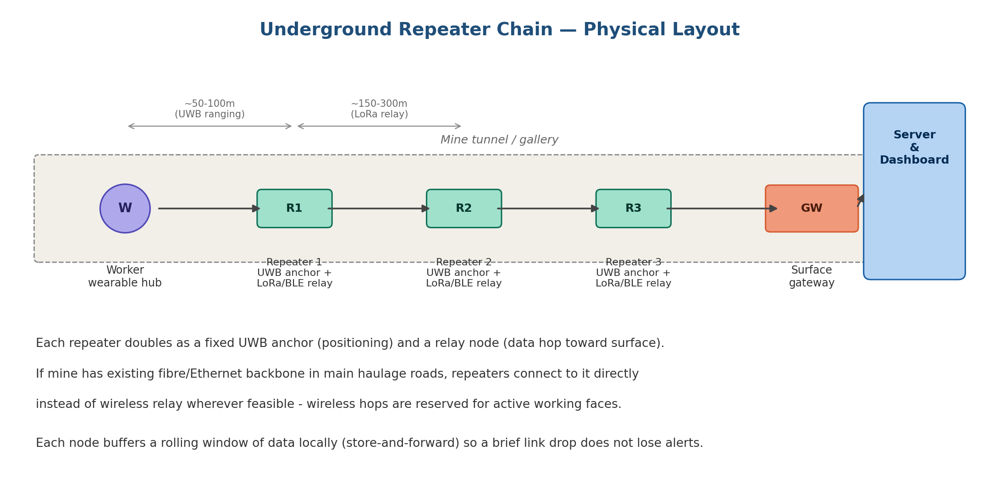 Underground Repeater Chain — Physical Layout
~50-100m
(UWB ranging)
~150-300m
(LoRa relay)
Mine tunnel / gallery
Server
&
Dashboard
W
R1
R2
R3
GW
Worker
wearable hub
Repeater 1
UWB anchor +
LoRa/BLE relay
Repeater 2
UWB anchor +
LoRa/BLE relay
Repeater 3
UWB anchor +
LoRa/BLE relay
Surface
gateway
Each repeater doubles as a fixed UWB anchor (positioning) and a relay node (data hop toward surface).
If mine has existing fibre/Ethernet backbone in main haulage roads, repeaters connect to it directly
instead of wireless relay wherever feasible - wireless hops are reserved for active working faces.
Each node buffers a rolling window of data locally (store-and-forward) so a brief link drop does not lose alerts.